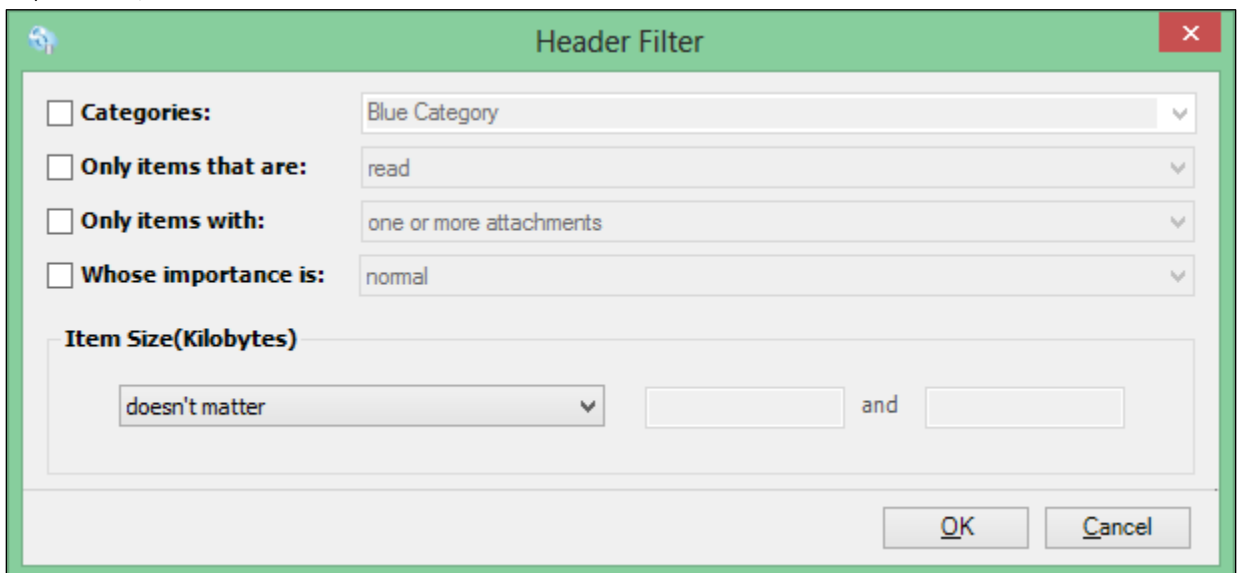 Header Filter
Categories: Blue Category
Only items that are: read
Only items with: one or more attachments
Whose importance is: normal
Item Size(Kilobytes)
doesn't matter and
OK Cancel